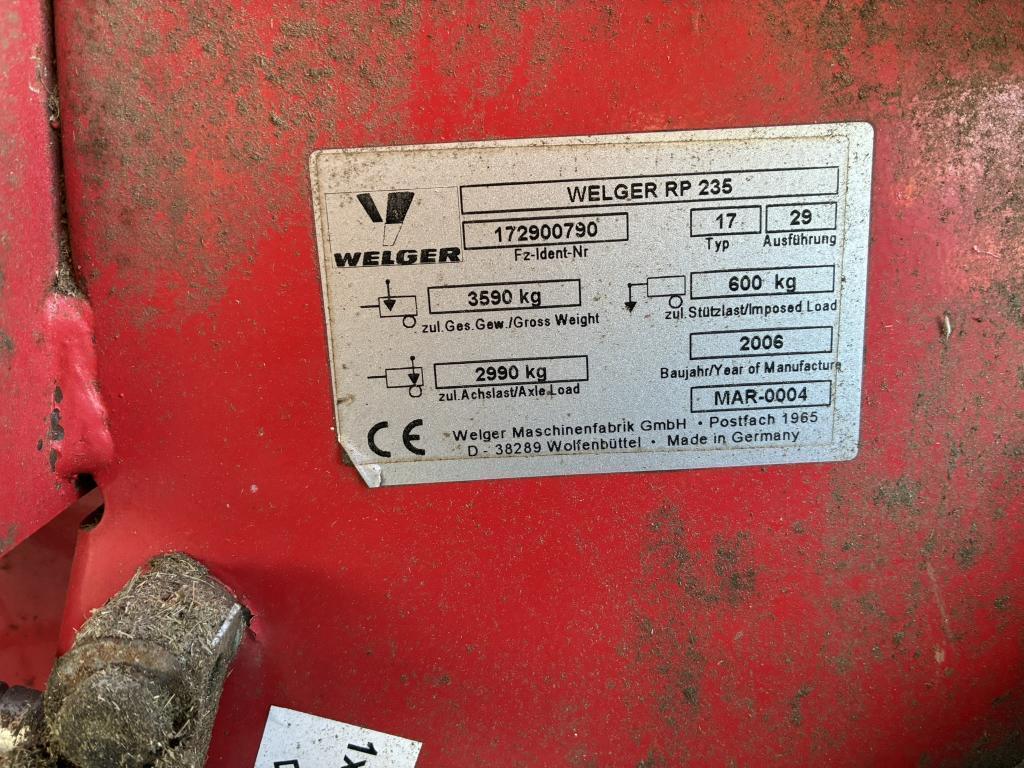 WELGER RP 235
WELGER
172900790
Fz-Ident-Nr
17
Typ
29
Ausführung
3590 kg
zul.Ges.Gew./Gross Weight
600 kg
zul.Stützlast/Imposed Load
2990 kg
zul.Achslast/Axle Load
2006
Baujahr/Year of Manufacture
MAR-0004
CE
Welger Maschinenfabrik GmbH · Postfach 1965
D - 38289 Wolfenbüttel · Made in Germany
1x